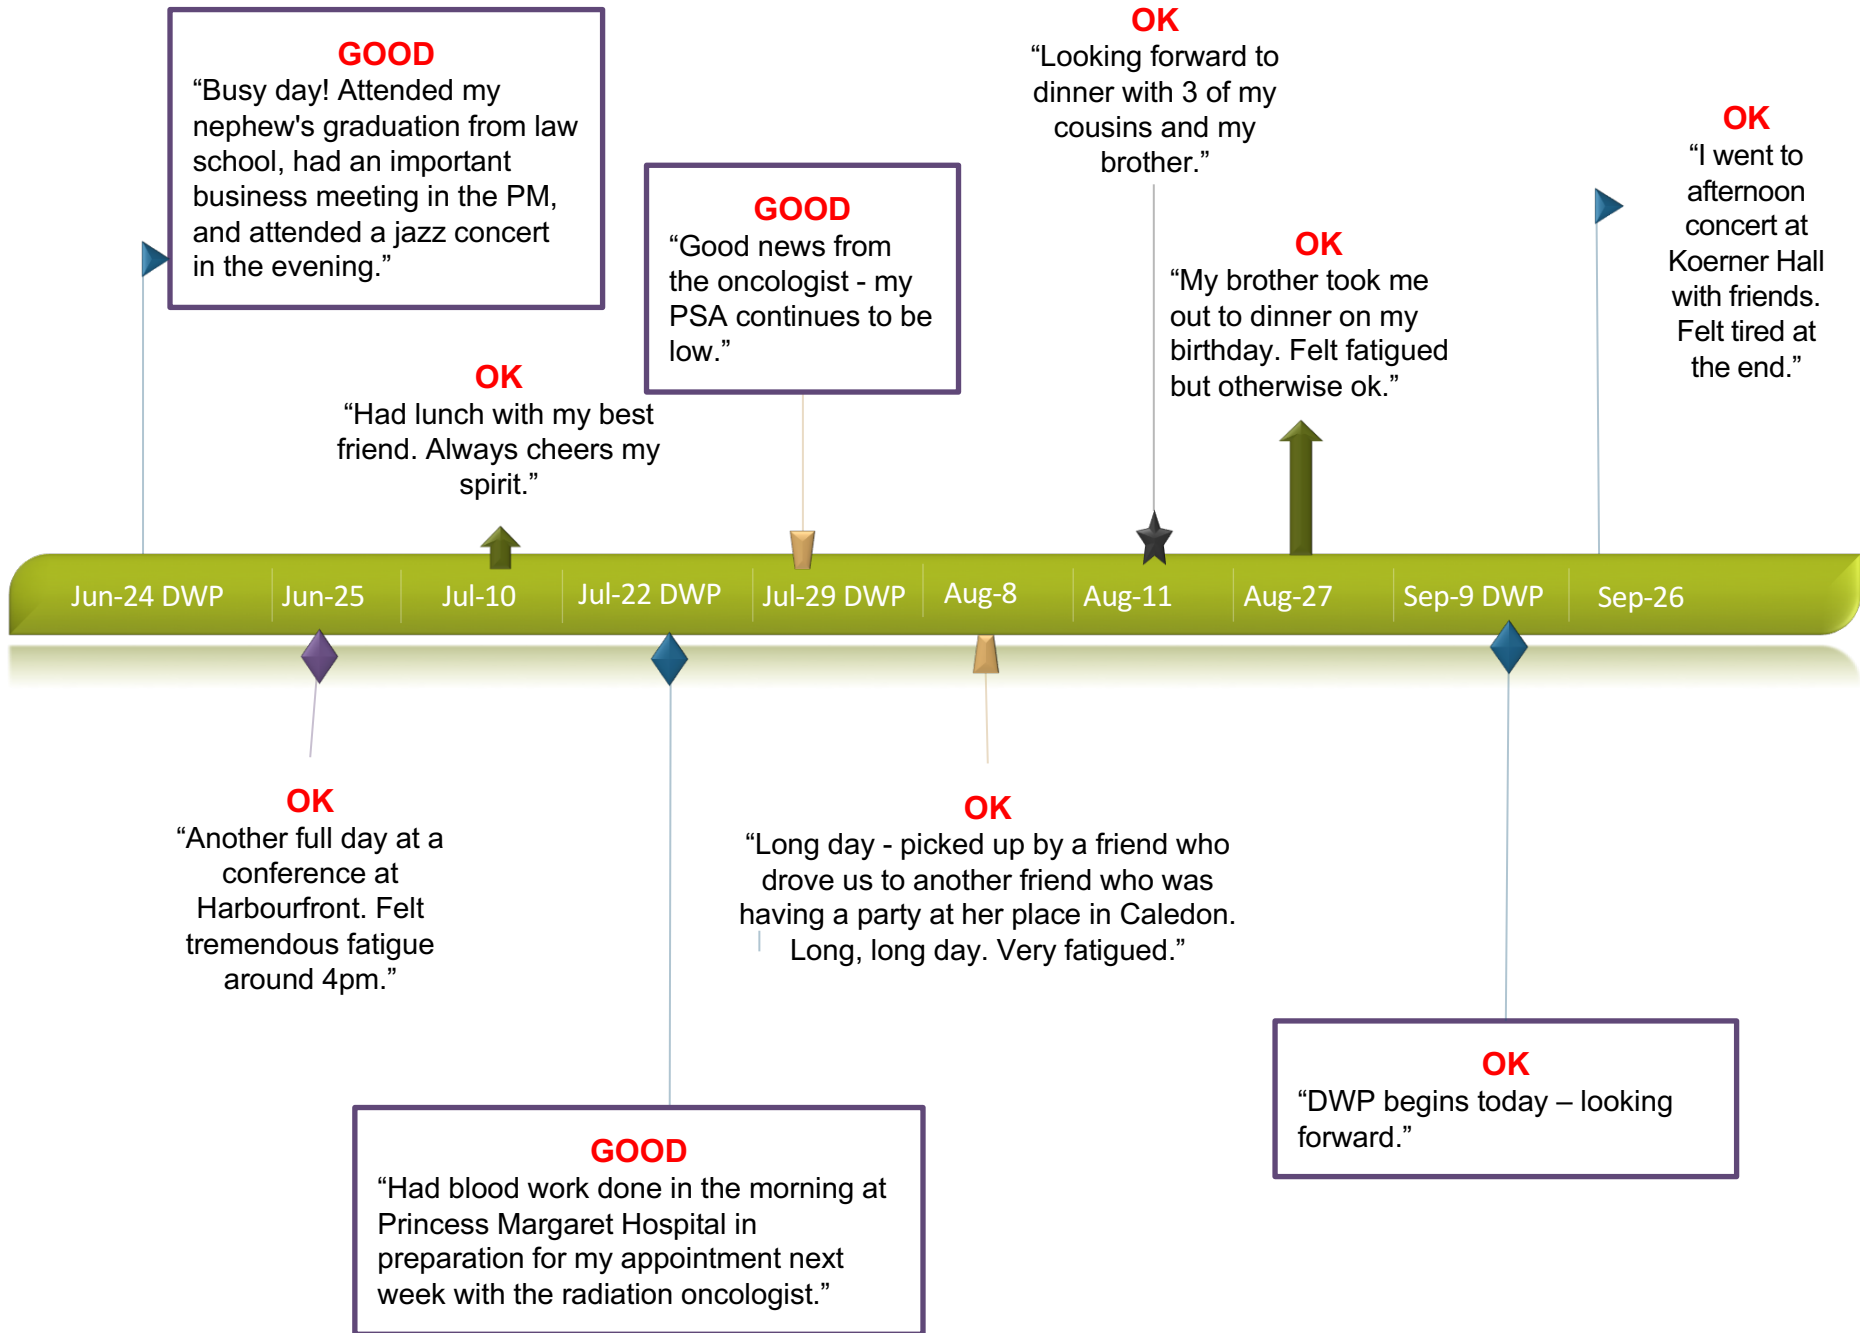 GOOD
“Busy day! Attended my
nephew's graduation from law
school, had an important
business meeting in the PM,
and attended a jazz concert
in the evening.”
OK
“Had lunch with my best
friend. Always cheers my
spirit.”
GOOD
“Good news from
the oncologist - my
PSA continues to be
low.”
OK
“Looking forward to
dinner with 3 of my
cousins and my
brother.”
OK
“My brother took me
out to dinner on my
birthday. Felt fatigued
but otherwise ok.”
OK
“I went to
afternoon
concert at
Koerner Hall
with friends.
Felt tired at
the end.”
Jun-24 DWP
Jun-25
Jul-10
Jul-22 DWP
Jul-29 DWP
Aug-8
Aug-11
Aug-27
Sep-9 DWP
Sep-26
OK
“Another full day at a
conference at
Harbourfront. Felt
tremendous fatigue
around 4pm.”
GOOD
“Had blood work done in the morning at
Princess Margaret Hospital in
preparation for my appointment next
week with the radiation oncologist.”
OK
“Long day - picked up by a friend who
drove us to another friend who was
having a party at her place in Caledon.
Long, long day. Very fatigued.”
OK
“DWP begins today – looking
forward.”